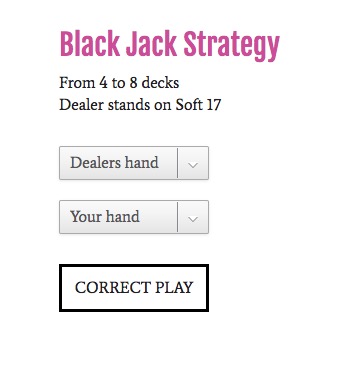 Black Jack Strategy
From 4 to 8 decks
Dealer stands on Soft 17
Dealers hand
Your hand
CORRECT PLAY